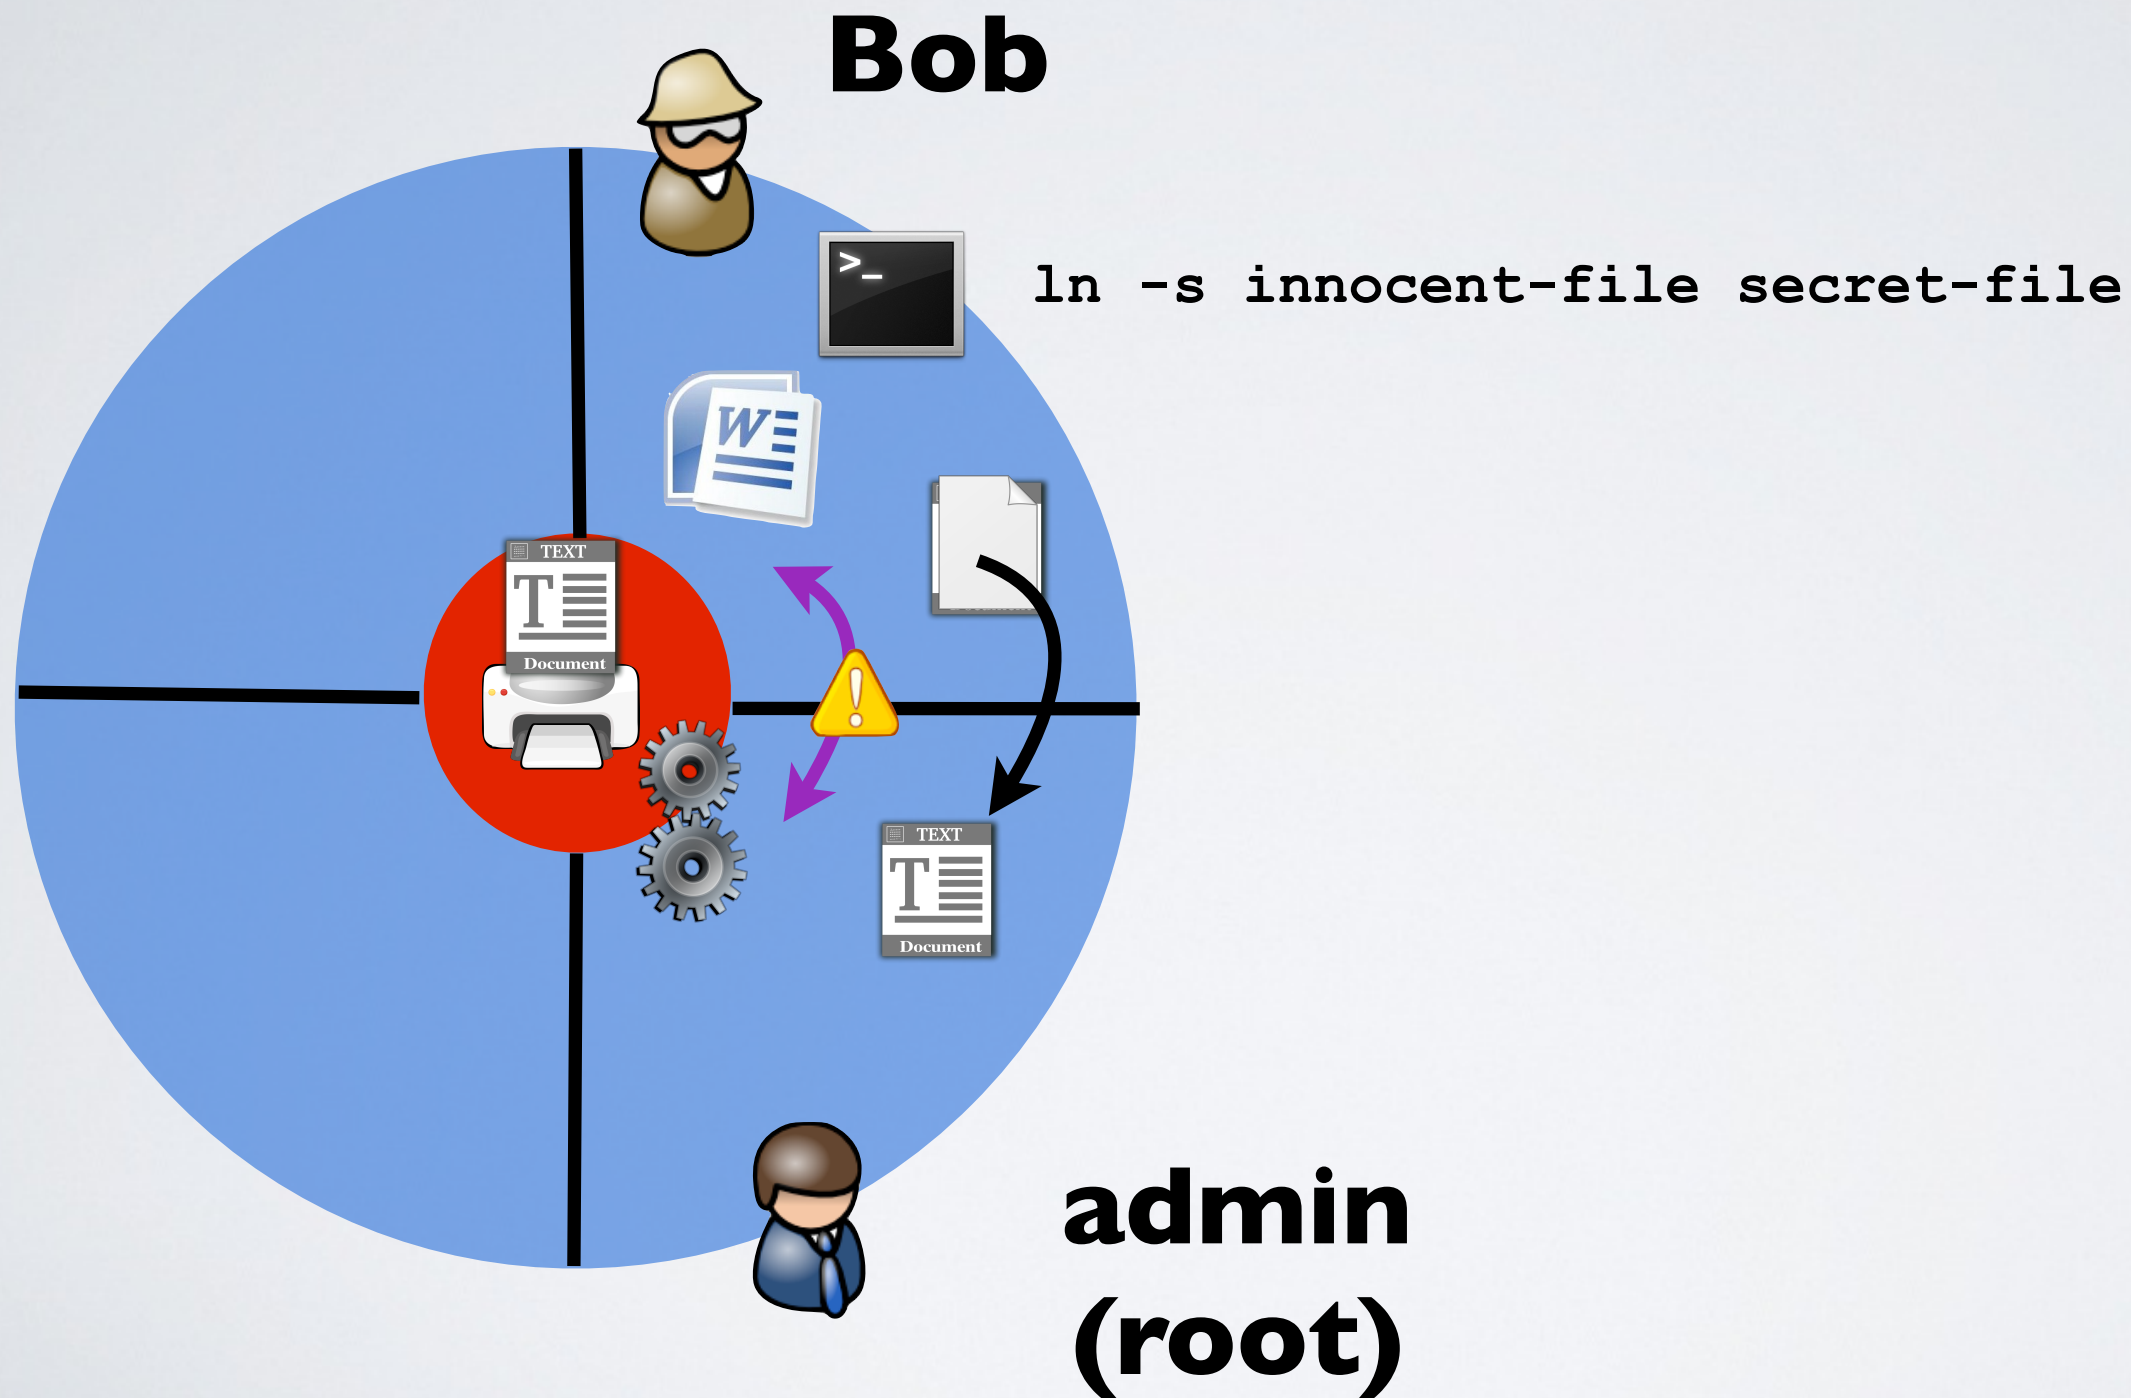 Bob
>_
ln -s innocent-file secret-file
W
TEXT
T
Document
TEXT
T
Document
admin
(root)